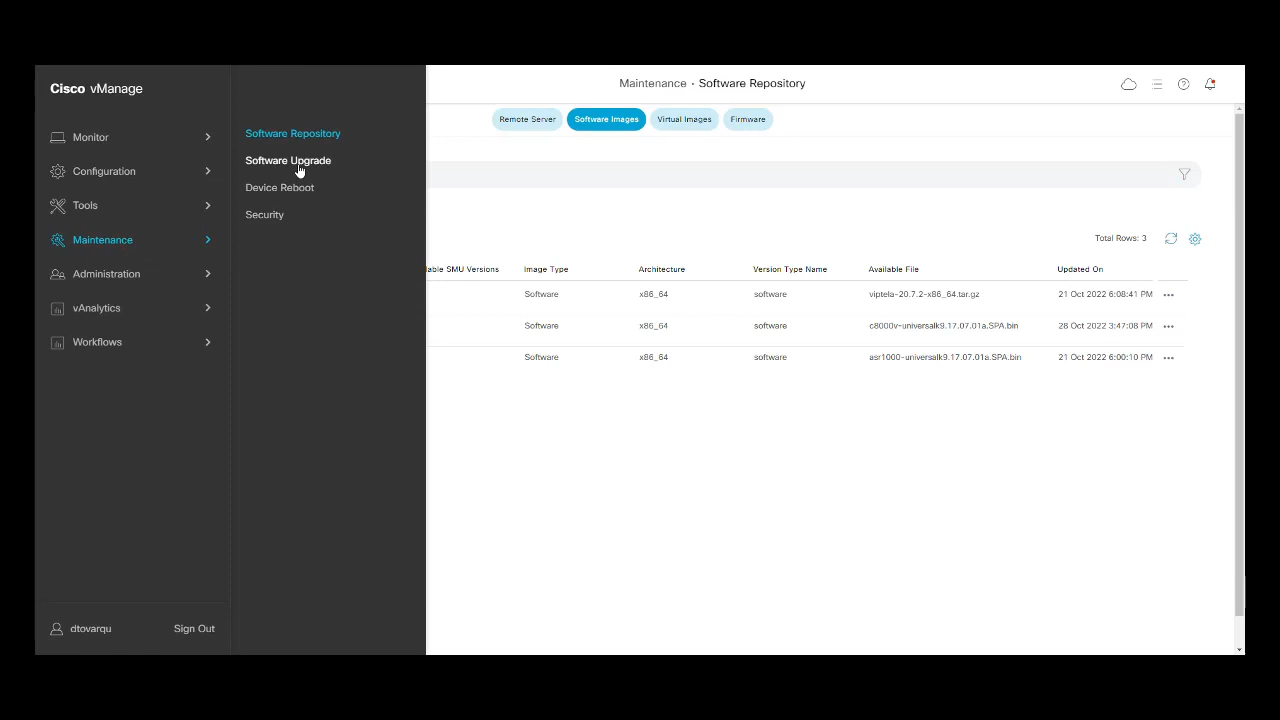 Cisco vManage
Maintenance · Software Repository
Remote Server Software Images Virtual Images Firmware
Monitor
Configuration
Tools
Maintenance
Administration
vAnalytics
Workflows
Software Repository
Software Upgrade
Device Reboot
Security
Total Rows: 3
SMU Versions Image Type Architecture Version Type Name Available File Updated On
Software x86_64 software viptela-20.7.2-x86_64.tar.gz 21 Oct 2022 6:08:41 PM
Software x86_64 software c8000v-universalk9.17.07.01a.SPA.bin 28 Oct 2022 3:47:08 PM
Software x86_64 software asr1000-universalk9.17.07.01a.SPA.bin 21 Oct 2022 6:00:10 PM
dtovarqu Sign Out